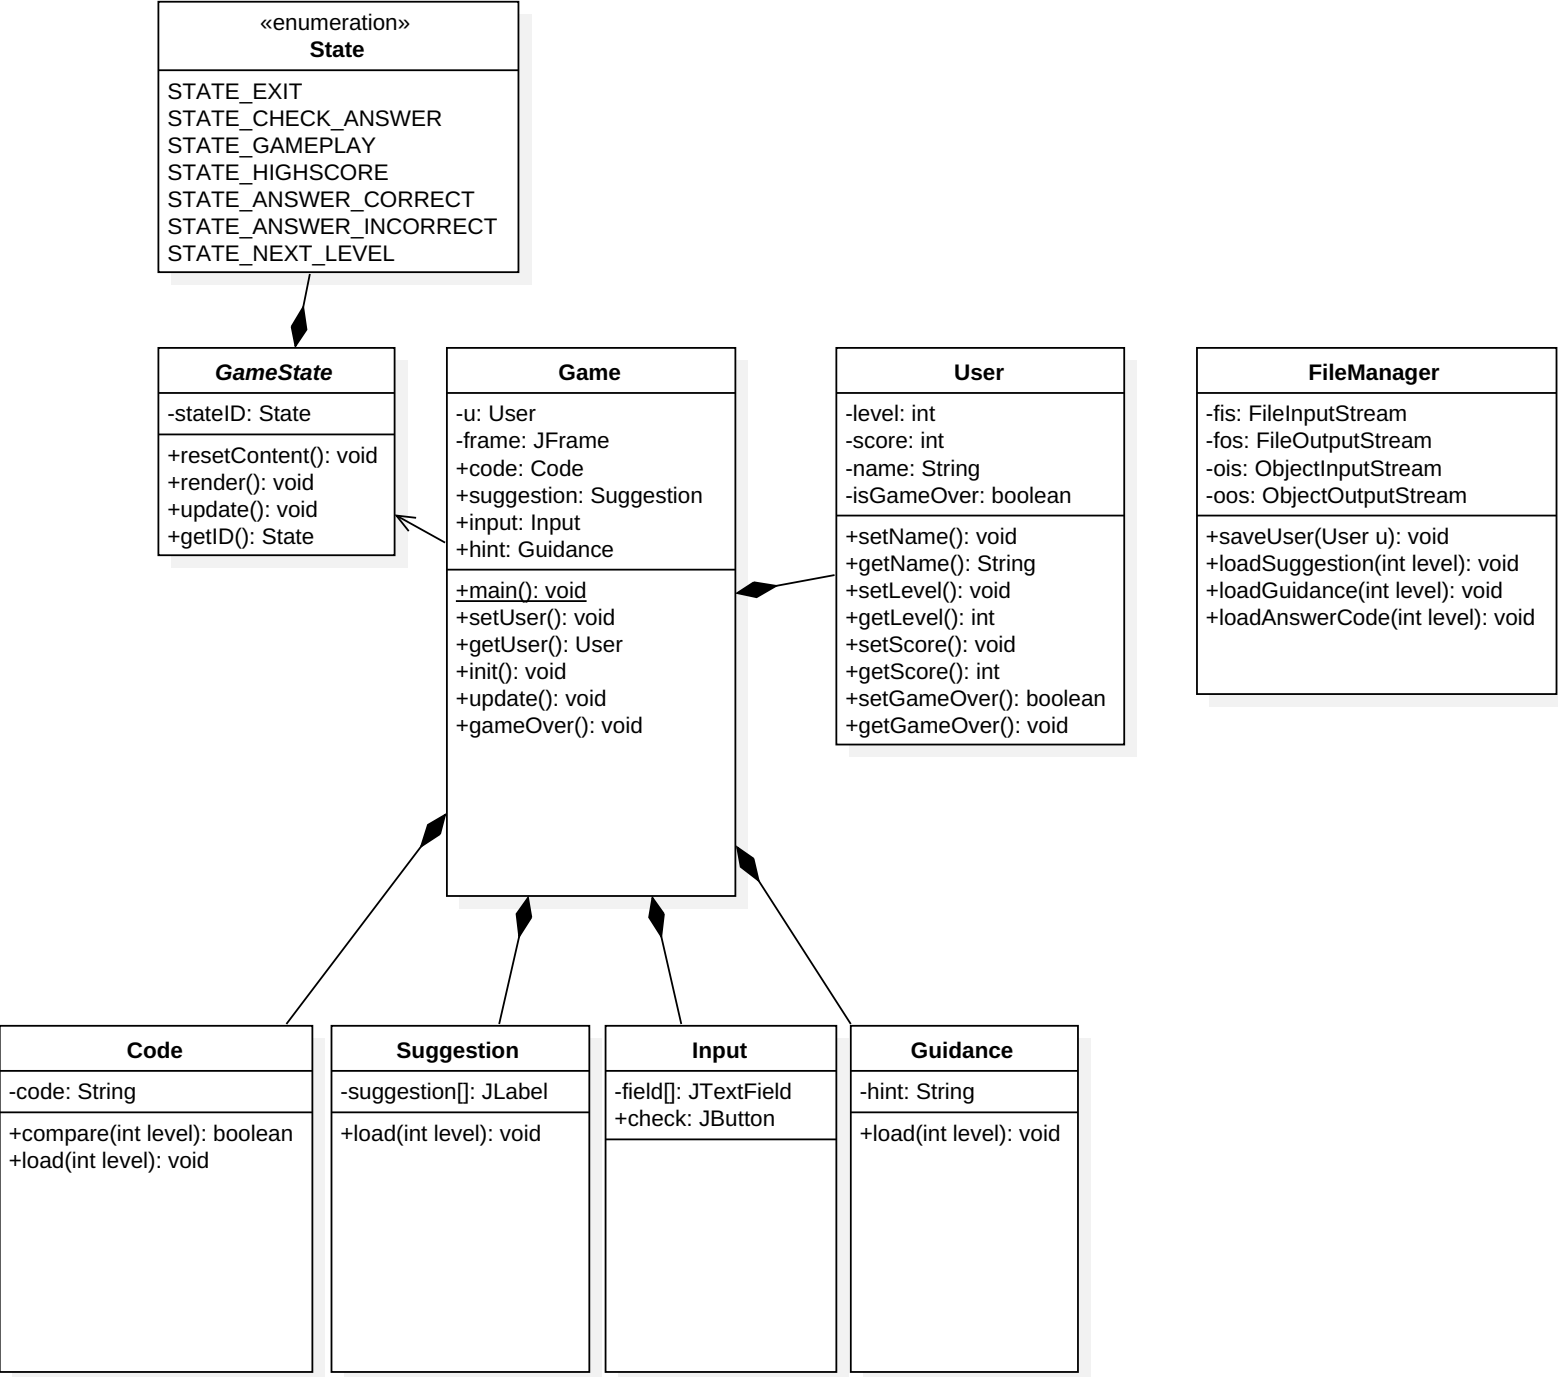 «enumeration»
State
STATE_EXIT
STATE_CHECK_ANSWER
STATE_GAMEPLAY
STATE_HIGHSCORE
STATE_ANSWER_CORRECT
STATE_ANSWER_INCORRECT
STATE_NEXT_LEVEL
GameState
-stateID: State
+resetContent(): void
+render(): void
+update(): void
+getID(): State
Game
-u: User
-frame: JFrame
+code: Code
+suggestion: Suggestion
+input: Input
+hint: Guidance
+main(): void
+setUser(): void
+getUser(): User
+init(): void
+update(): void
+gameOver(): void
User
-level: int
-score: int
-name: String
-isGameOver: boolean
+setName(): void
+getName(): String
+setLevel(): void
+getLevel(): int
+setScore(): void
+getScore(): int
+setGameOver(): boolean
+getGameOver(): void
FileManager
-fis: FileInputStream
-fos: FileOutputStream
-ois: ObjectInputStream
-oos: ObjectOutputStream
+saveUser(User u): void
+loadSuggestion(int level): void
+loadGuidance(int level): void
+loadAnswerCode(int level): void
Code
-code: String
+compare(int level): boolean
+load(int level): void
Suggestion
-suggestion[]: JLabel
+load(int level): void
Input
-field[]: JTextField
+check: JButton
Guidance
-hint: String
+load(int level): void